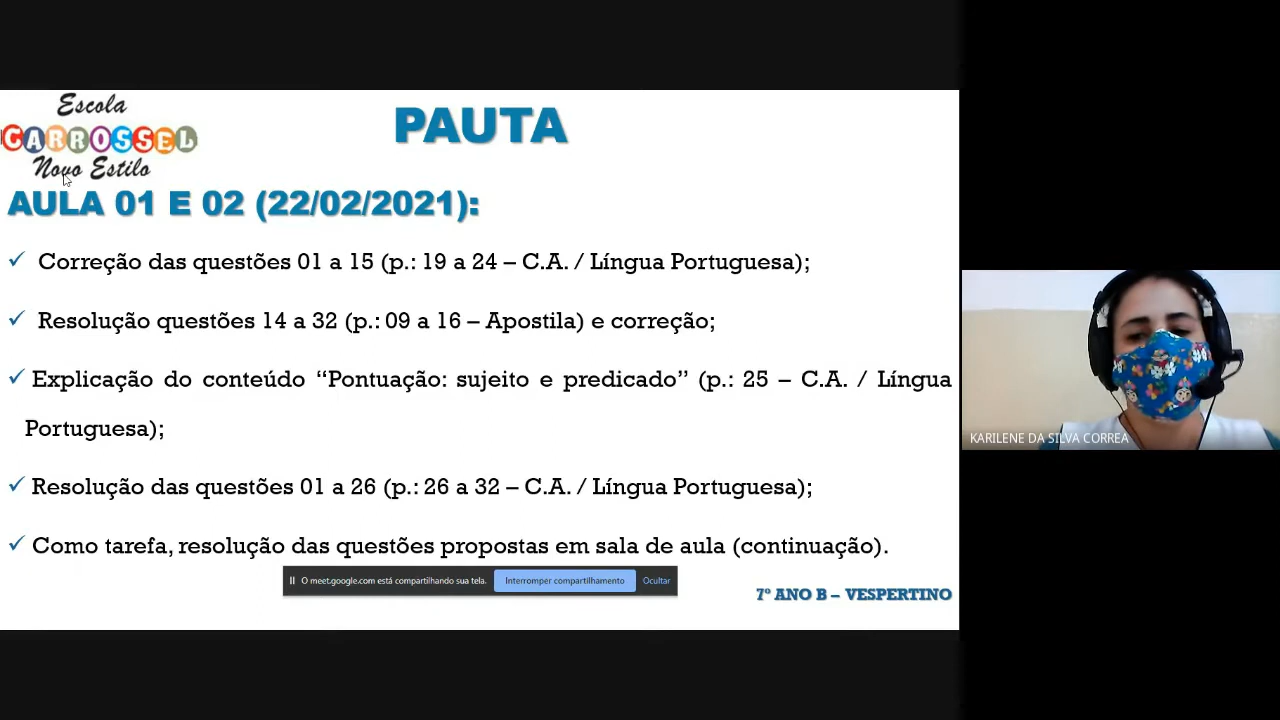 Escola
CARROSSEL
Novo Estilo
PAUTA
AULA 01 E 02 (22/02/2021):
✓ Correção das questões 01 a 15 (p.: 19 a 24 – C.A. / Língua Portuguesa);
✓ Resolução questões 14 a 32 (p.: 09 a 16 – Apostila) e correção;
✓ Explicação do conteúdo “Pontuação: sujeito e predicado” (p.: 25 – C.A. / Língua
Portuguesa);
✓ Resolução das questões 01 a 26 (p.: 26 a 32 – C.A. / Língua Portuguesa);
✓ Como tarefa, resolução das questões propostas em sala de aula (continuação).
O meet.google.com está compartilhando sua tela. Interromper compartilhamento Ocultar
7º ANO B – VESPERTINO
KARILENE DA SILVA CORREA